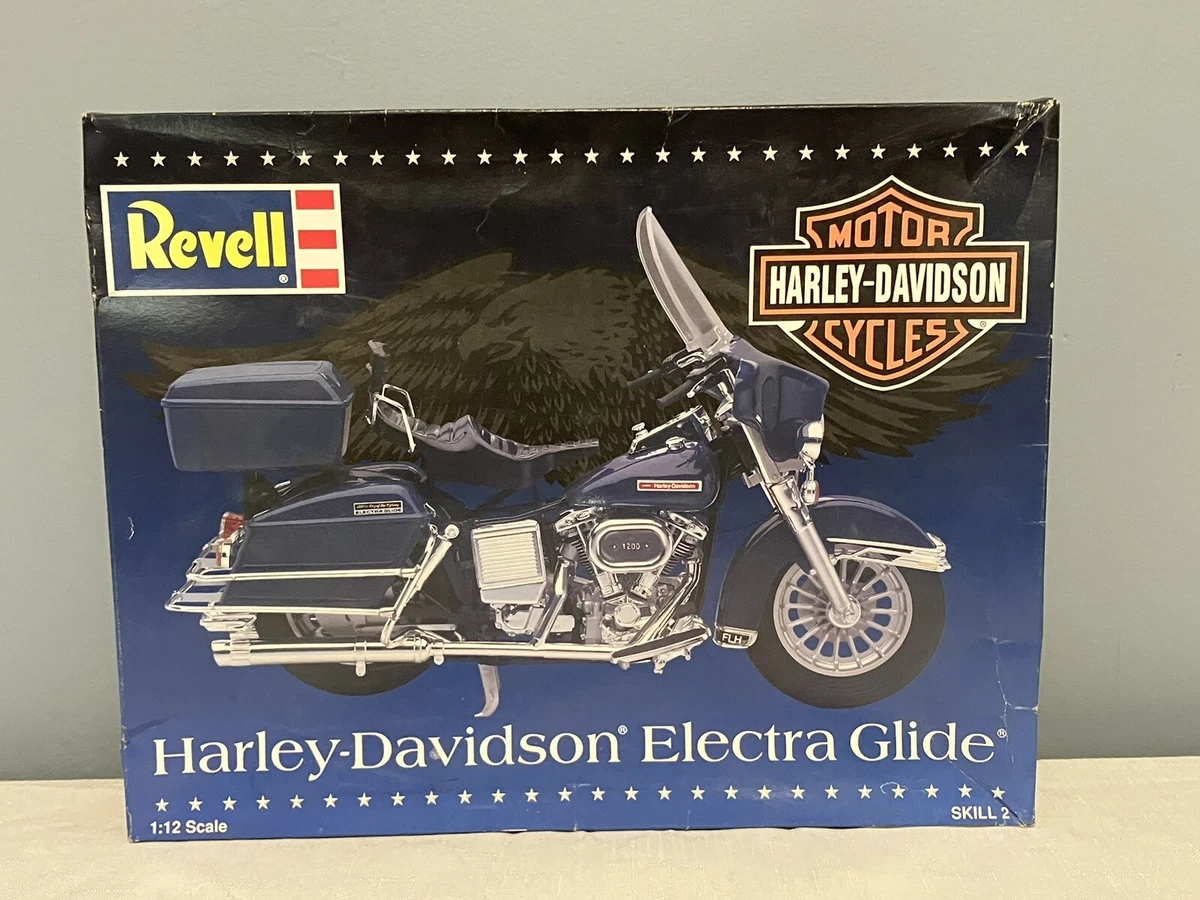 Revell®
MOTOR
HARLEY-DAVIDSON
CYCLES®
Harley-Davidson
ELECTRA GLIDE
1200
FLH
Harley-Davidson® Electra Glide®
1:12 Scale
SKILL 2